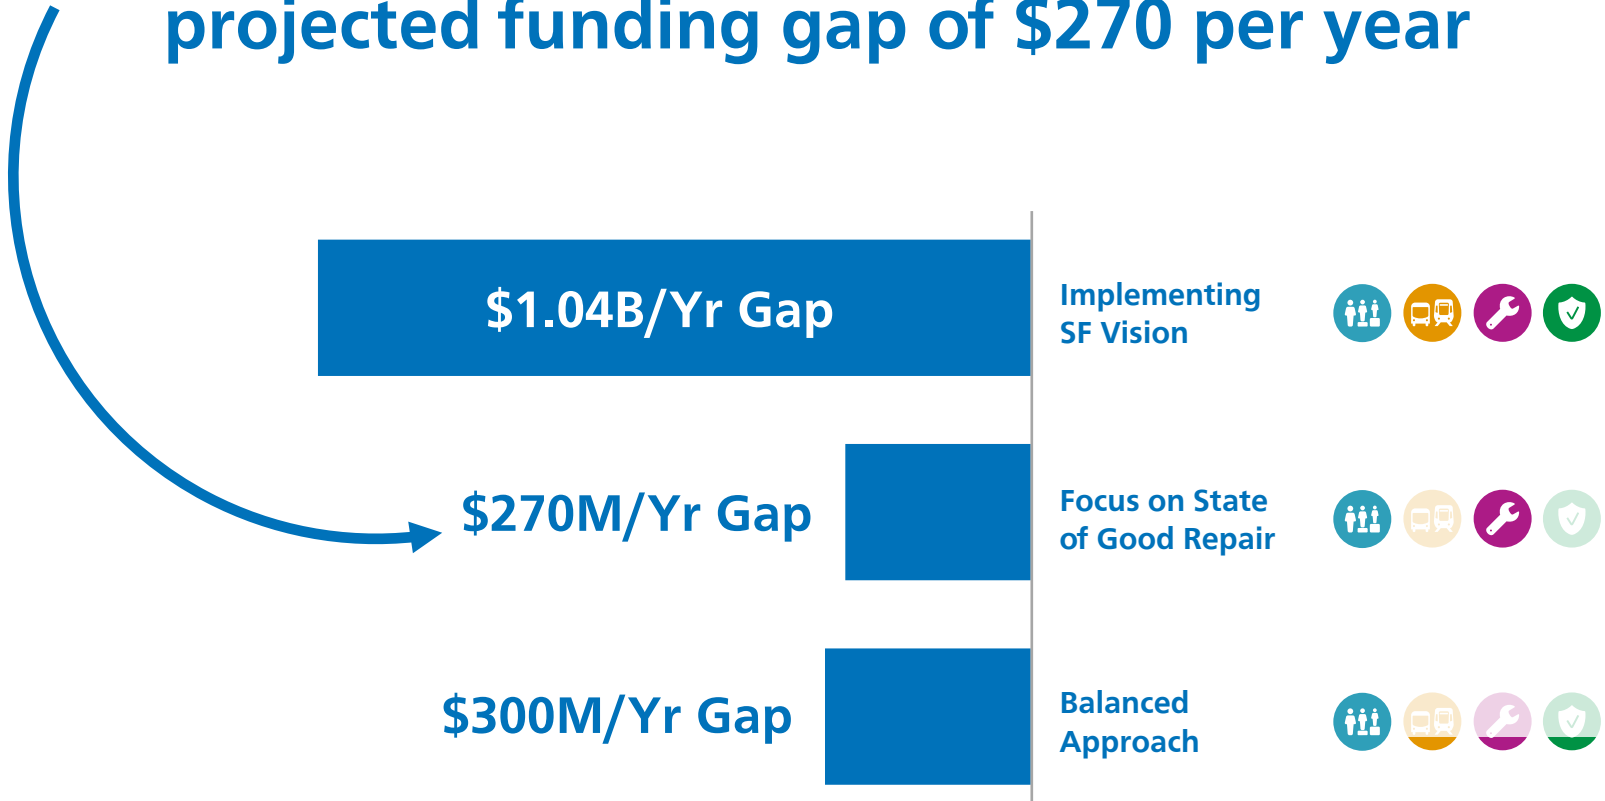 projected funding gap of $270 per year
$1.04B/Yr Gap
Implementing
SF Vision
$270M/Yr Gap
Focus on State
of Good Repair
$300M/Yr Gap
Balanced
Approach